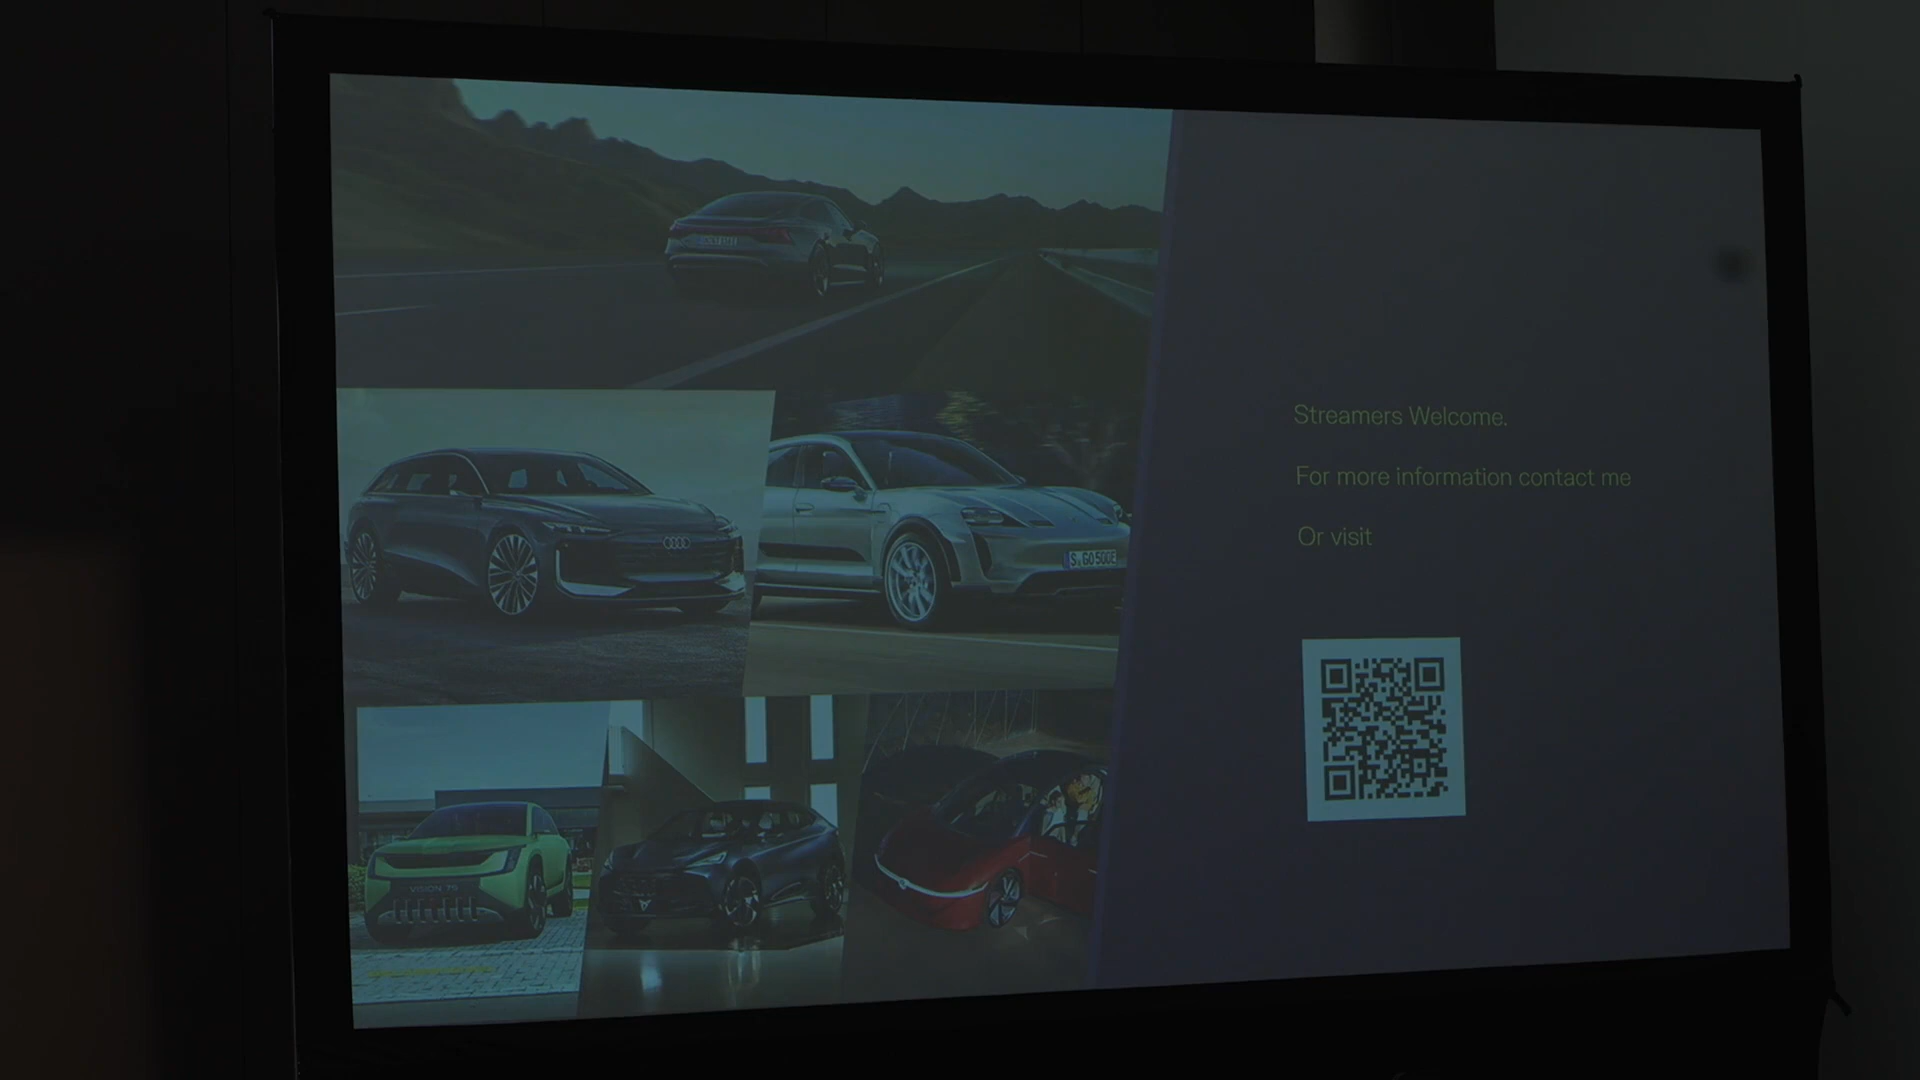 Streamers Welcome.
For more information contact me
Or visit
S GO 500E
VISION 7S